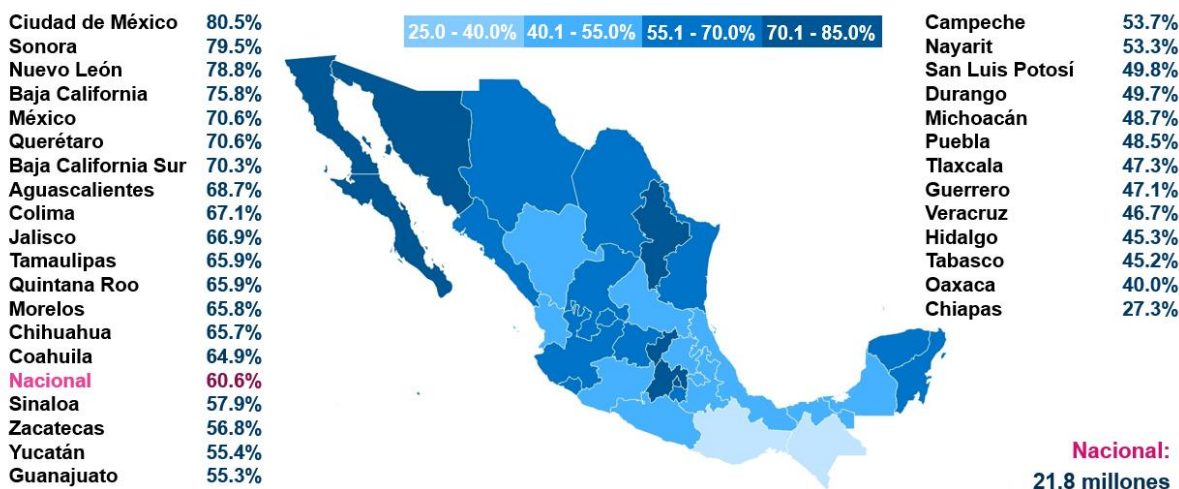 Ciudad de México 80.5%
Sonora 79.5%
Nuevo León 78.8%
Baja California 75.8%
México 70.6%
Querétaro 70.6%
Baja California Sur 70.3%
Aguascalientes 68.7%
Colima 67.1%
Jalisco 66.9%
Tamaulipas 65.9%
Quintana Roo 65.9%
Morelos 65.8%
Chihuahua 65.7%
Coahuila 64.9%
Nacional 60.6%
Sinaloa 57.9%
Zacatecas 56.8%
Yucatán 55.4%
Guanajuato 55.3%
25.0 - 40.0% 40.1 - 55.0% 55.1 - 70.0% 70.1 - 85.0%
Campeche 53.7%
Nayarit 53.3%
San Luis Potosí 49.8%
Durango 49.7%
Michoacán 48.7%
Puebla 48.5%
Tlaxcala 47.3%
Guerrero 47.1%
Veracruz 46.7%
Hidalgo 45.3%
Tabasco 45.2%
Oaxaca 40.0%
Chiapas 27.3%
Nacional:
21.8 millones